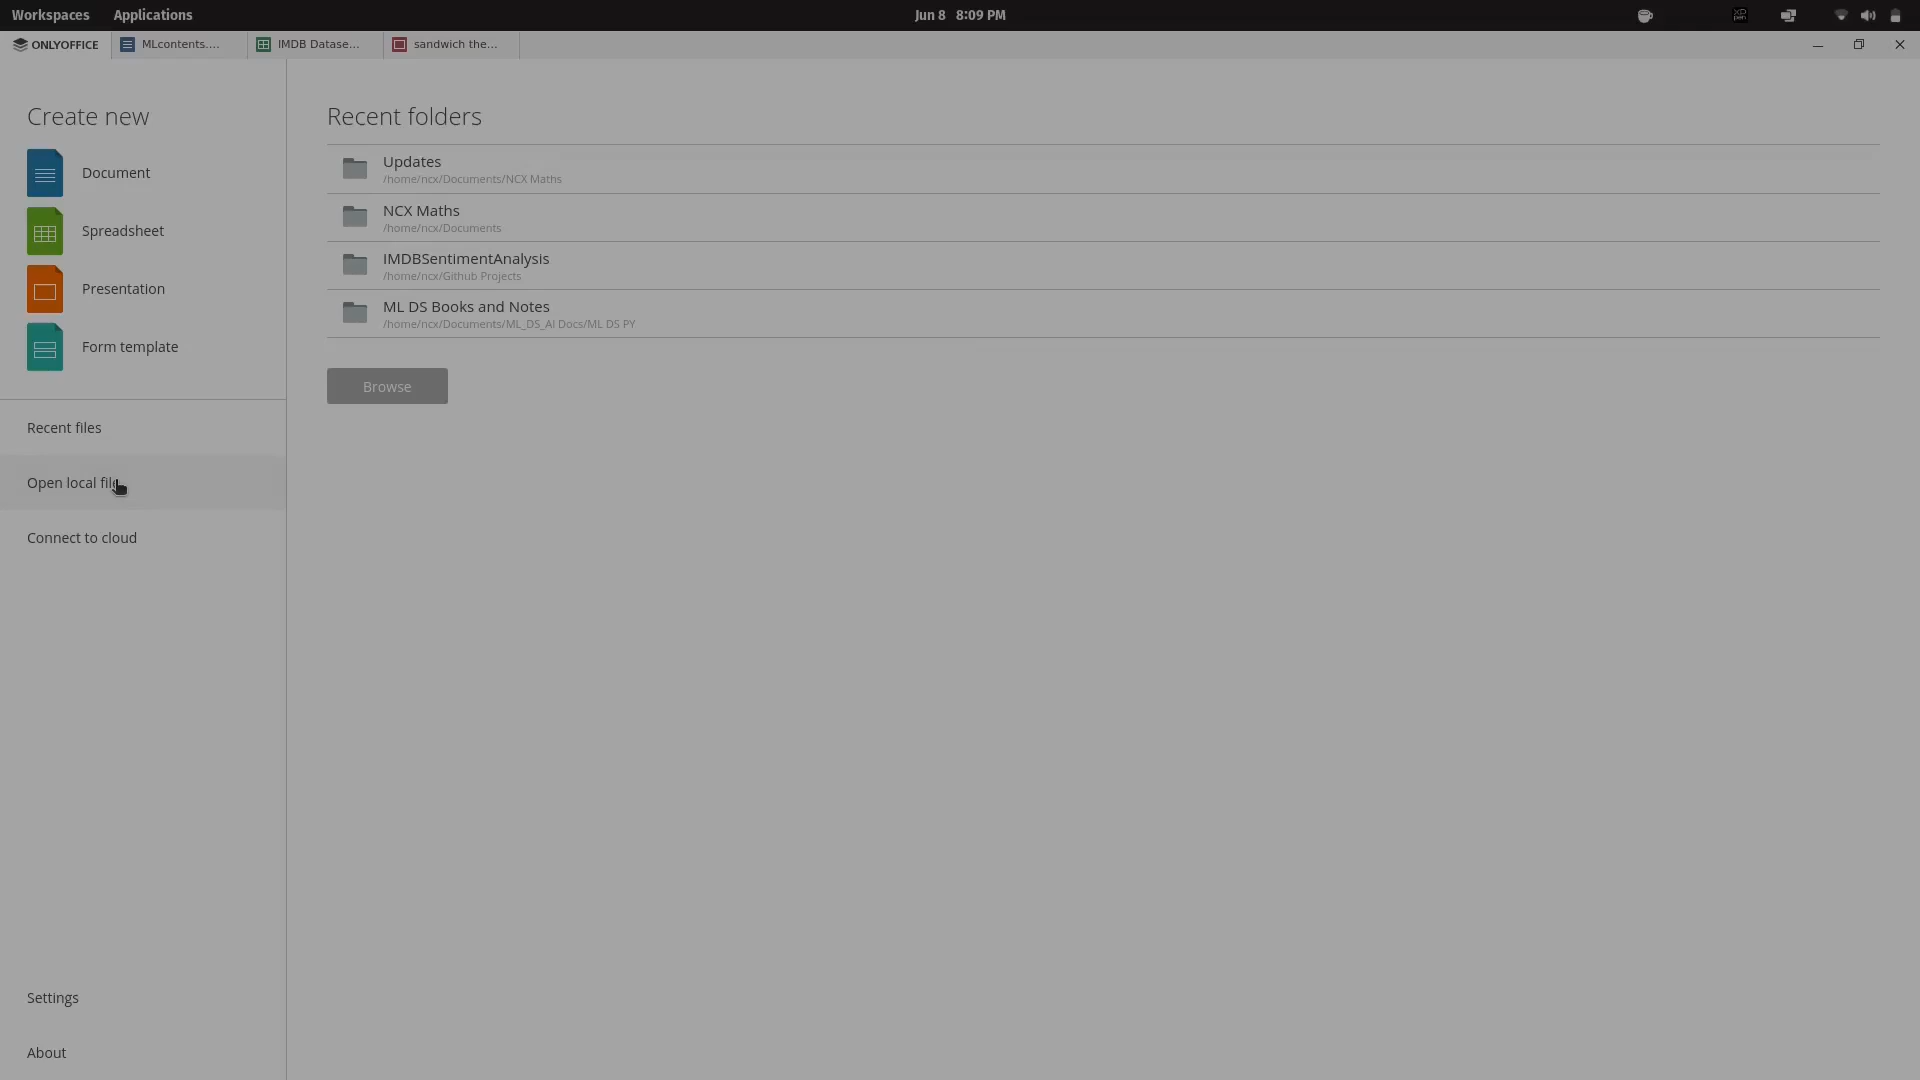 Workspaces Applications Jun 8 8:09 PM
ONLYOFFICE MLcontents.... IMDB Datase... sandwich the...
Create new
Document
Spreadsheet
Presentation
Form template
Recent files
Open local file
Connect to cloud
Settings
About
Recent folders
Updates
/home/ncx/Documents/NCX Maths
NCX Maths
/home/ncx/Documents
IMDBSentimentAnalysis
/home/ncx/Github Projects
ML DS Books and Notes
/home/ncx/Documents/ML_DS_AI Docs/ML DS PY
Browse